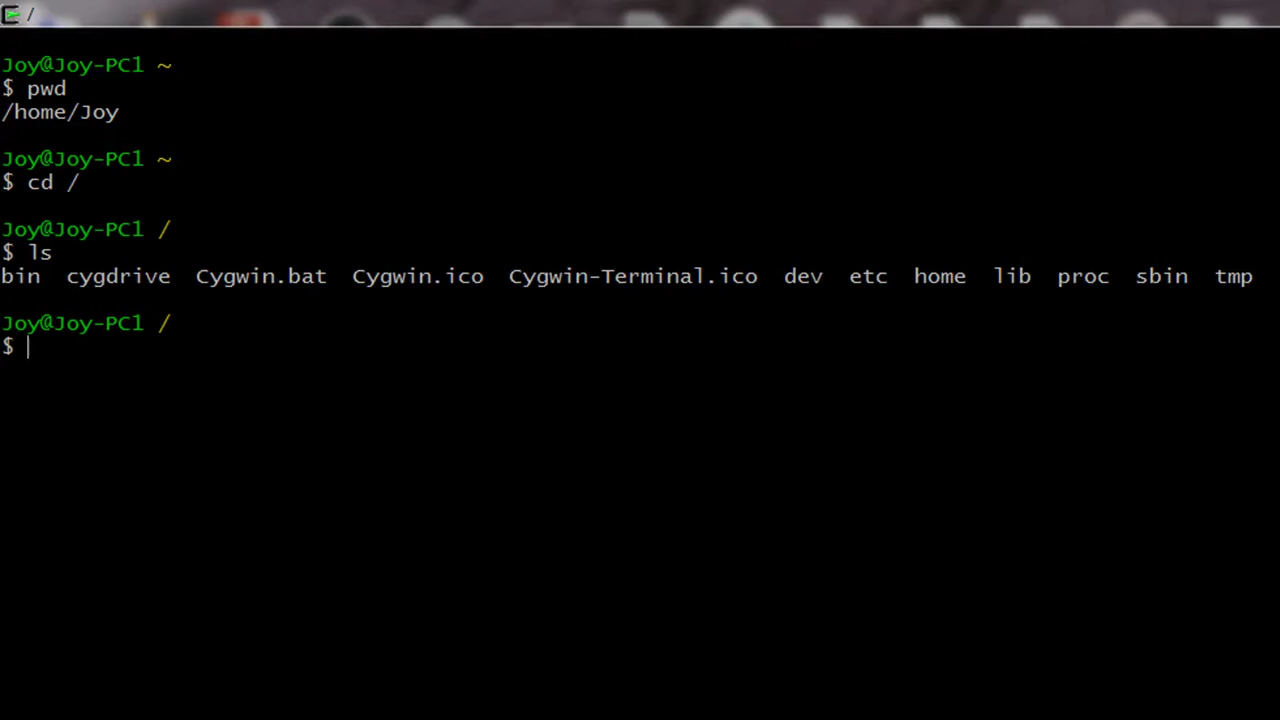 /
Joy@Joy-PC1 ~
$ pwd
/home/Joy
Joy@Joy-PC1 ~
$ cd /
Joy@Joy-PC1 /
$ ls
bin  cygdrive  Cygwin.bat  Cygwin.ico  Cygwin-Terminal.ico  dev  etc  home  lib  proc  sbin  tmp
Joy@Joy-PC1 /
$